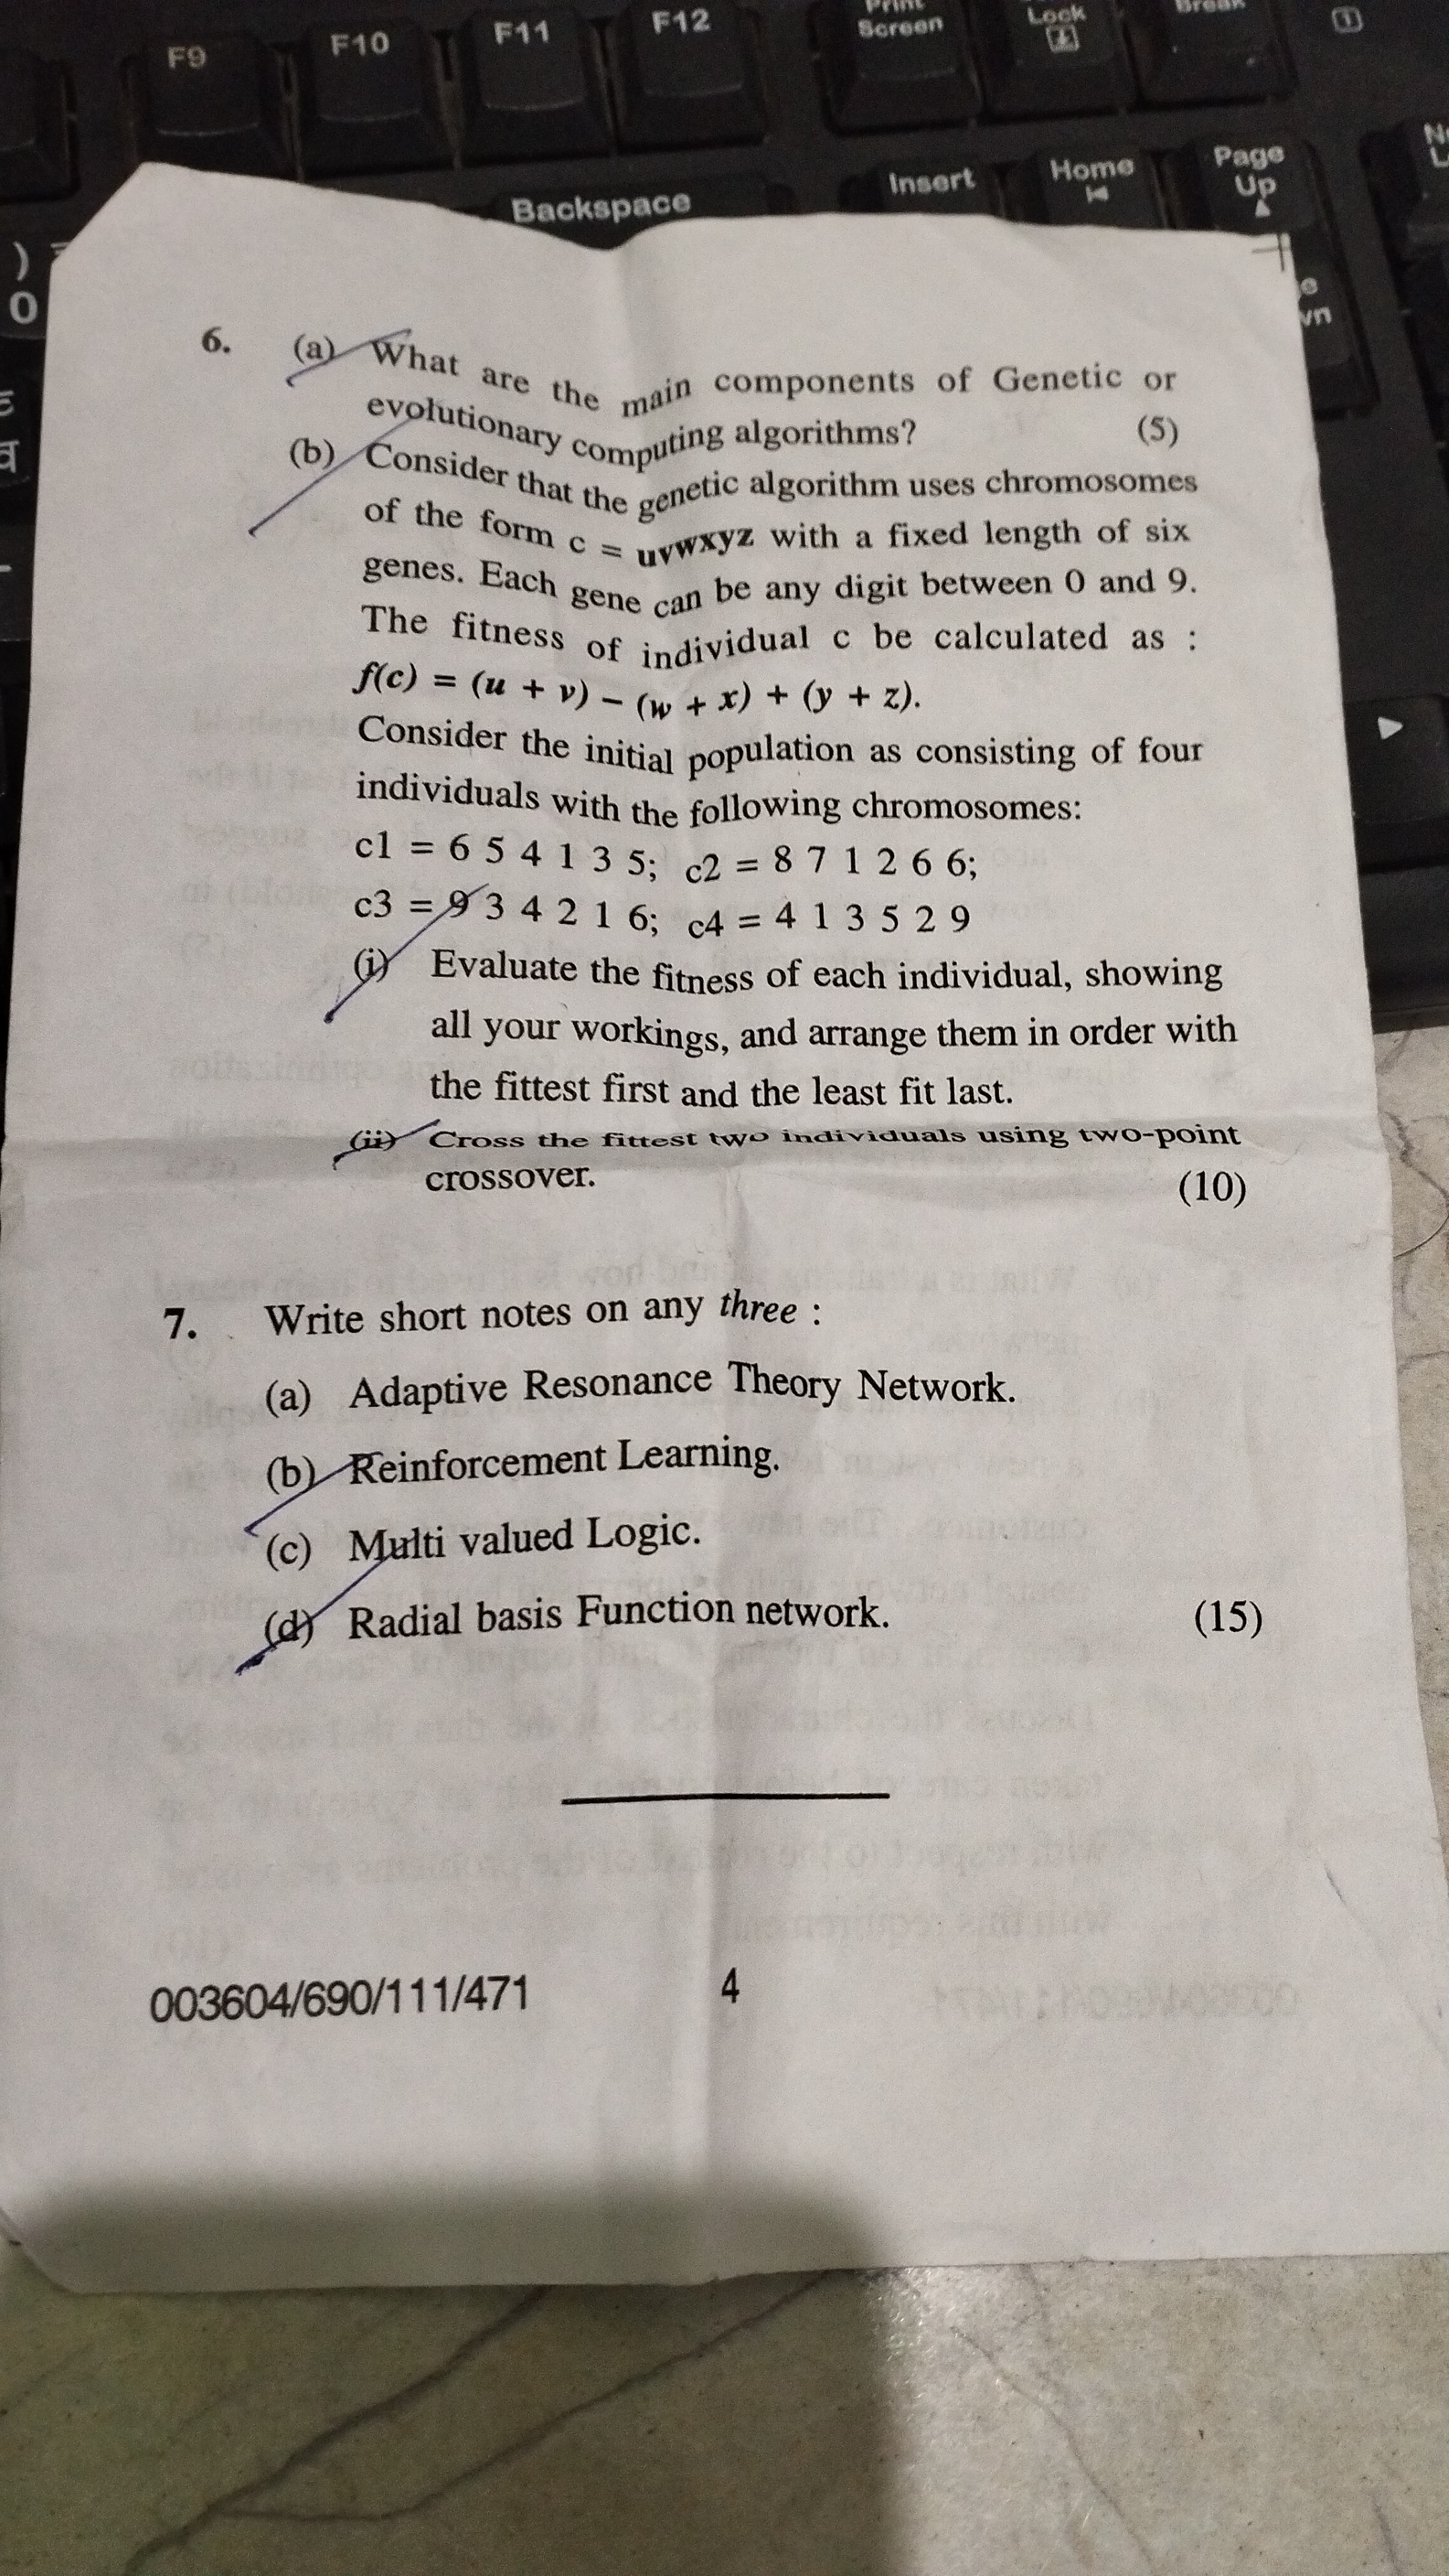 F9 F10 F11 F12 Print Screen Lock Break
Backspace Insert Home Page Up
)
0
6. (a) What are the main components of Genetic or
evolutionary computing algorithms? (5)
(b) Consider that the genetic algorithm uses chromosomes
of the form c = uvwxyz with a fixed length of six
genes. Each gene can be any digit between 0 and 9.
The fitness of individual c be calculated as :
f(c) = (u + v) – (w + x) + (y + z).
Consider the initial population as consisting of four
individuals with the following chromosomes:
c1 = 6 5 4 1 3 5; c2 = 8 7 1 2 6 6;
c3 = 9 3 4 2 1 6; c4 = 4 1 3 5 2 9
(i) Evaluate the fitness of each individual, showing
all your workings, and arrange them in order with
the fittest first and the least fit last.
(ii) Cross the fittest two individuals using two-point
crossover. (10)
7. Write short notes on any three :
(a) Adaptive Resonance Theory Network.
(b) Reinforcement Learning.
(c) Multi valued Logic.
(d) Radial basis Function network. (15)
003604/690/111/471 4